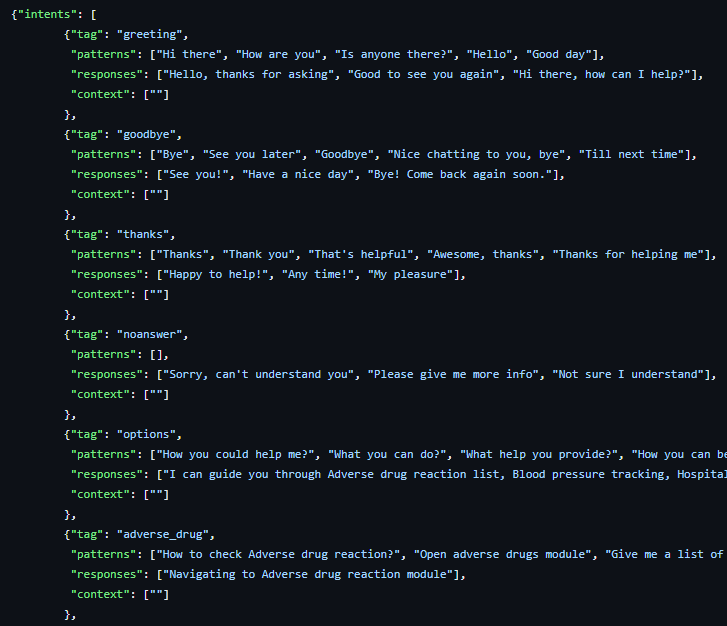 {"intents": [
{"tag": "greeting",
"patterns": ["Hi there", "How are you", "Is anyone there?", "Hello", "Good day"],
"responses": ["Hello, thanks for asking", "Good to see you again", "Hi there, how can I help?"],
"context": [""]
},
{"tag": "goodbye",
"patterns": ["Bye", "See you later", "Goodbye", "Nice chatting to you, bye", "Till next time"],
"responses": ["See you!", "Have a nice day", "Bye! Come back again soon."],
"context": [""]
},
{"tag": "thanks",
"patterns": ["Thanks", "Thank you", "That's helpful", "Awesome, thanks", "Thanks for helping me"],
"responses": ["Happy to help!", "Any time!", "My pleasure"],
"context": [""]
},
{"tag": "noanswer",
"patterns": [],
"responses": ["Sorry, can't understand you", "Please give me more info", "Not sure I understand"],
"context": [""]
},
{"tag": "options",
"patterns": ["How you could help me?", "What you can do?", "What help you provide?", "How you can be
"responses": ["I can guide you through Adverse drug reaction list, Blood pressure tracking, Hospital
"context": [""]
},
{"tag": "adverse_drug",
"patterns": ["How to check Adverse drug reaction?", "Open adverse drugs module", "Give me a list of
"responses": ["Navigating to Adverse drug reaction module"],
"context": [""]
},